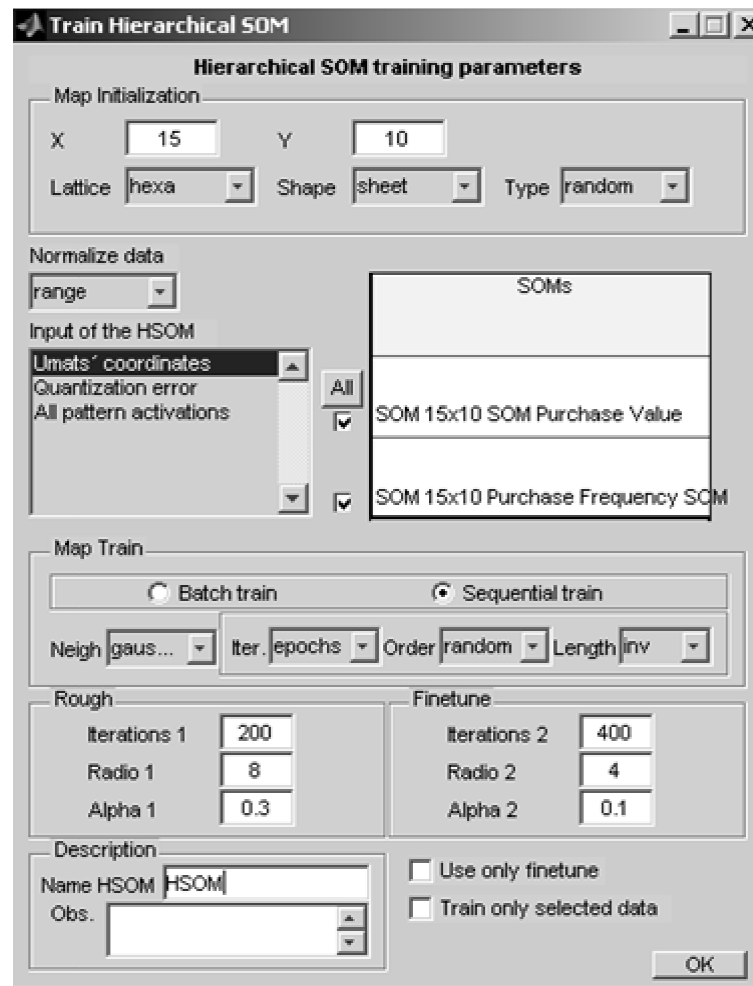 Train Hierarchical SOM
Hierarchical SOM training parameters
Map Initialization
X 15 Y 10
Lattice hexa Shape sheet Type random
Normalize data
range
Input of the HSOM
Umats´ coordinates
Quantization error
All pattern activations
All
SOMs
SOM 15x10 SOM Purchase Value
SOM 15x10 Purchase Frequency SOM
Map Train
Batch train Sequential train
Neigh gaus... Iter. epochs Order random Length inv
Rough
Iterations 1 200
Radio 1 8
Alpha 1 0.3
Finetune
Iterations 2 400
Radio 2 4
Alpha 2 0.1
Description
Name HSOM HSOM
Obs.
Use only finetune
Train only selected data
OK